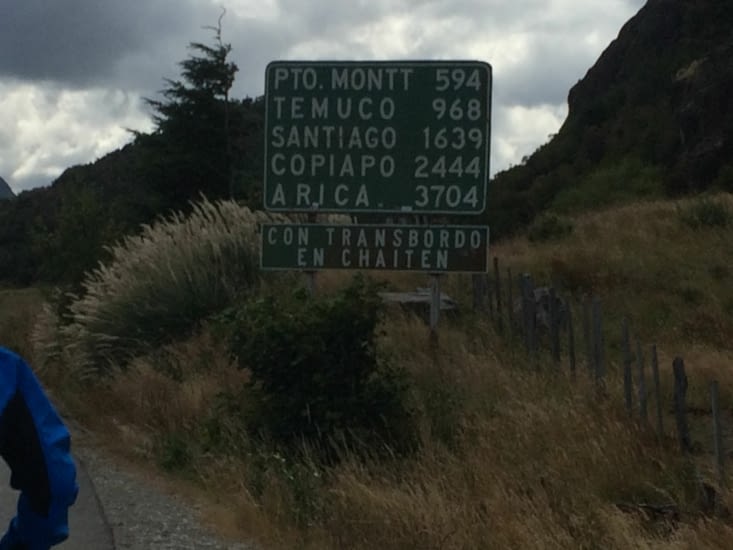 PTO. MONTT 594
TEMUCO 968
SANTIAGO 1639
COPIAPO 2444
ARICA 3704
CON TRANSBORDO
EN CHAITEN